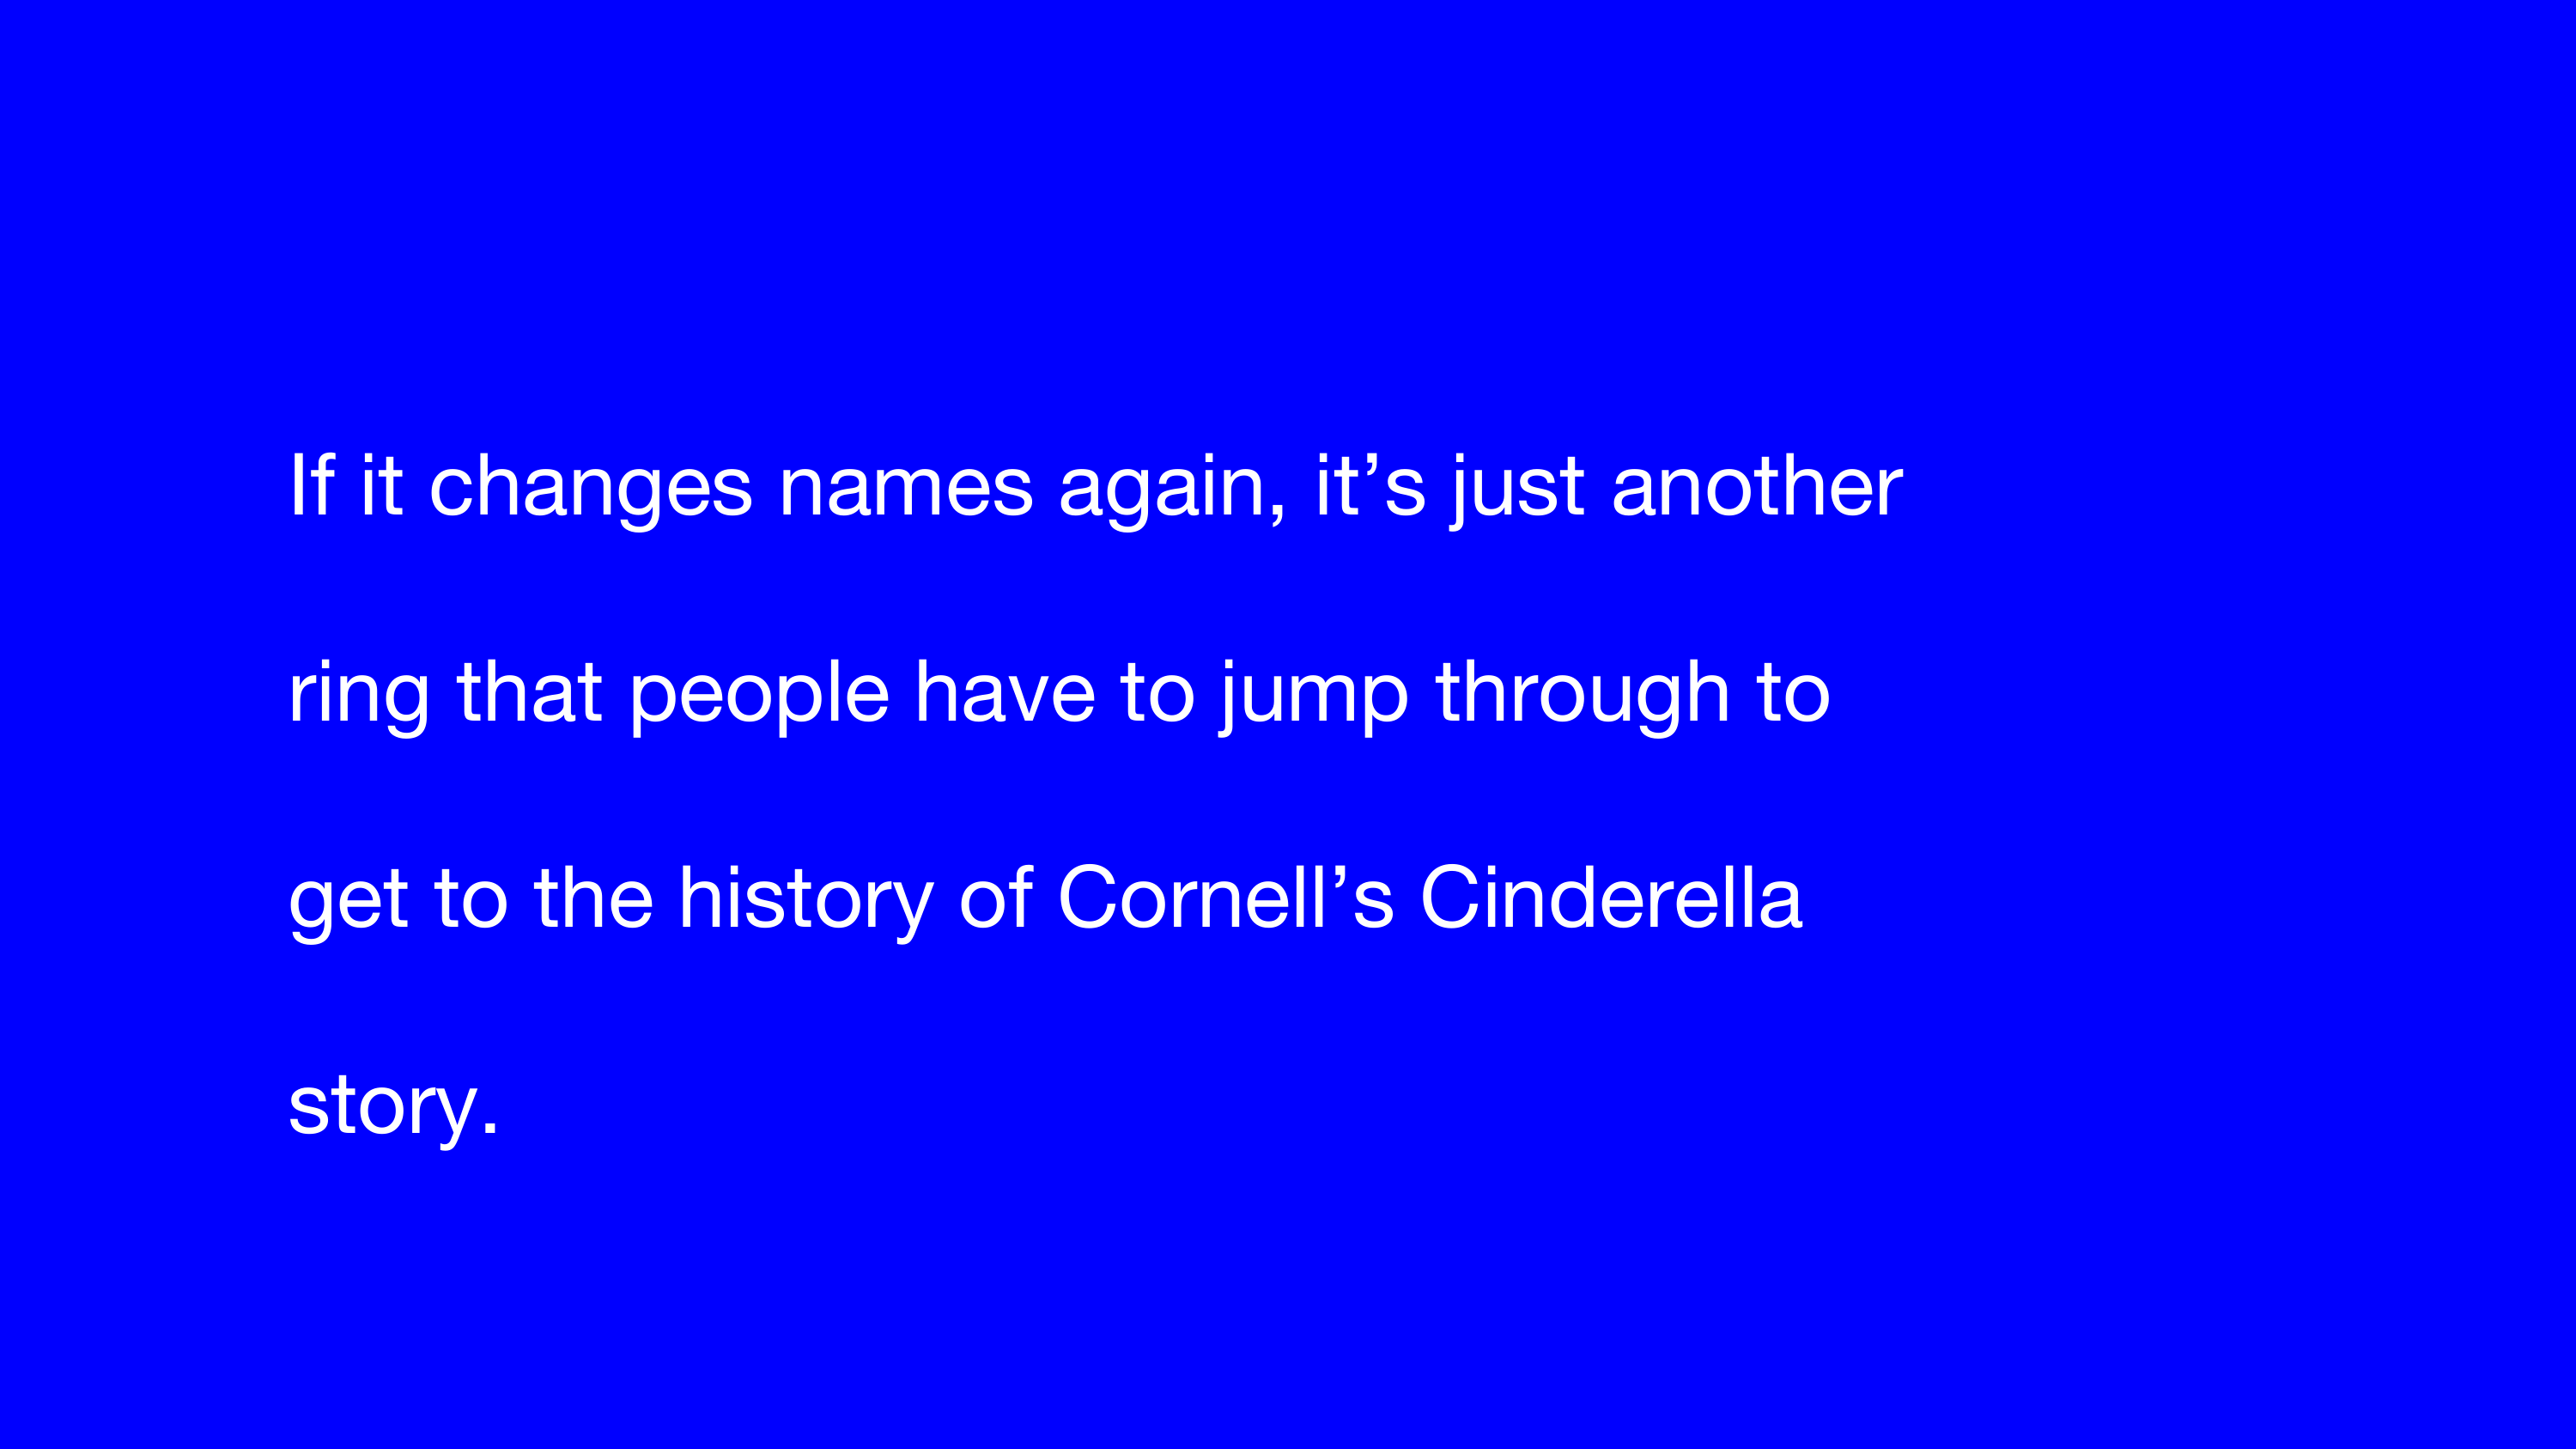 If it changes names again, it’s just another
ring that people have to jump through to
get to the history of Cornell’s Cinderella
story.